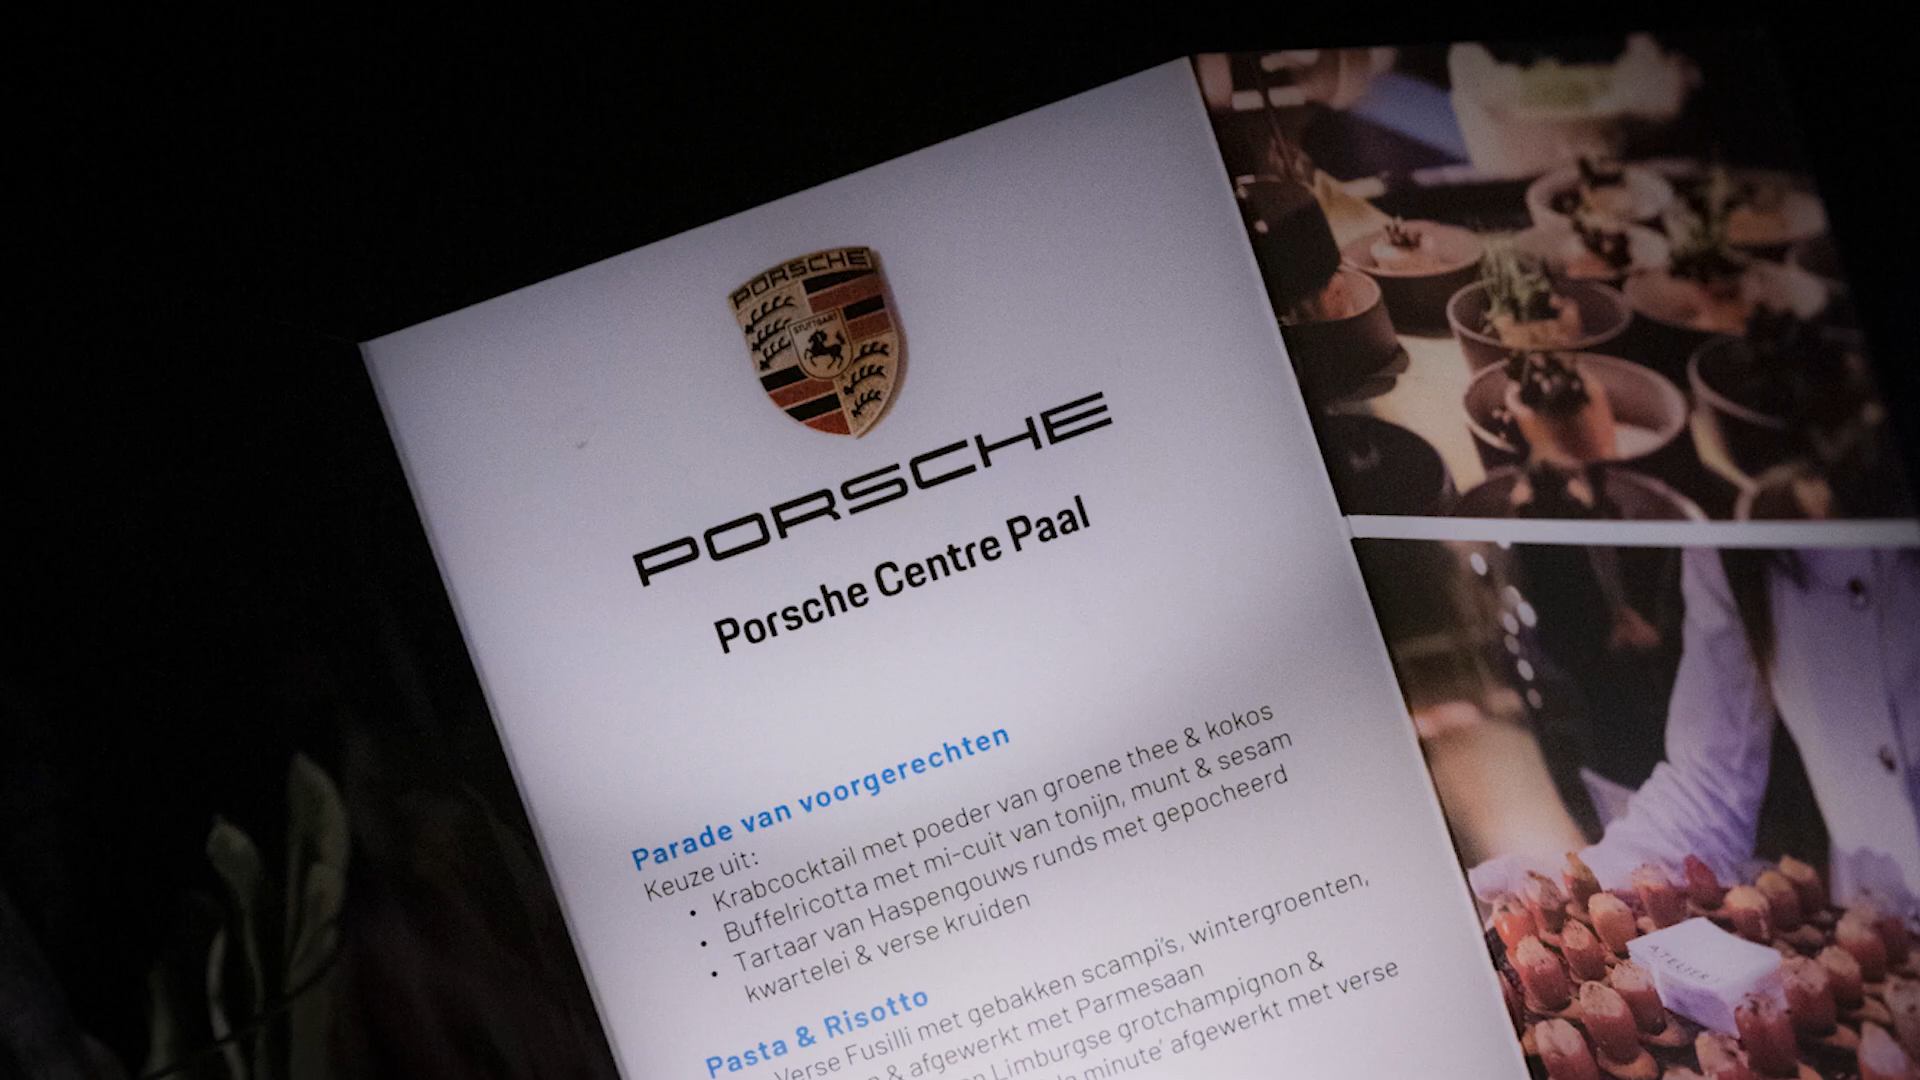 PORSCHE
STUTTGART
PORSCHE
Porsche Centre Paal
Parade van voorgerechten
Keuze uit:
• Krabcocktail met poeder van groene thee & kokos
• Buffelricotta met mi-cuit van tonijn, munt & sesam
• Tartaar van Haspengouws runds met gepocheerd
kwartelei & verse kruiden
Pasta & Risotto
Verse Fusilli met gebakken scampi's, wintergroenten,
& afgewerkt met Parmesaan
Limburgse grotchampignon &
minute' afgewerkt met verse
ATELIER